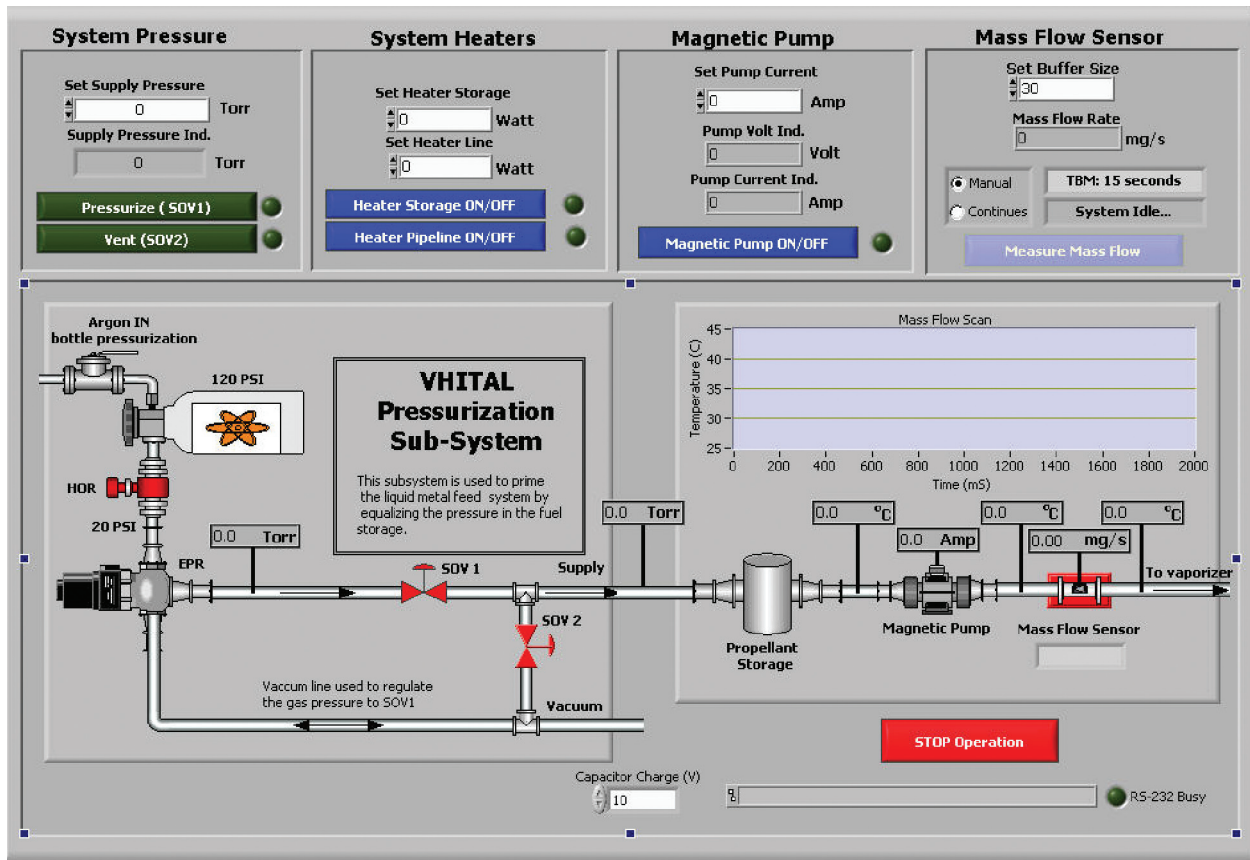 System Pressure
Set Supply Pressure
0 Torr
Supply Pressure Ind.
0 Torr
Pressurize ( SOV1)
Vent (SOV2)
System Heaters
Set Heater Storage
0 Watt
Set Heater Line
0 Watt
Heater Storage ON/OFF
Heater Pipeline ON/OFF
Magnetic Pump
Set Pump Current
0 Amp
Pump Volt Ind.
0 Volt
Pump Current Ind.
0 Amp
Magnetic Pump ON/OFF
Mass Flow Sensor
Set Buffer Size
30
Mass Flow Rate
0 mg/s
Manual
TBM: 15 seconds
Continues
System Idle...
Measure Mass Flow
Argon IN
bottle pressurization
120 PSI
HOR
20 PSI
EPR
0.0 Torr
VHITAL
Pressurization
Sub-System
This subsystem is used to prime
the liquid metal feed system by
equalizing the pressure in the fuel
storage.
SOV 1
Supply
SOV 2
Vaccum line used to regulate
the gas pressure to SOV1
Vacuum
0.0 Torr
Mass Flow Scan
Temperature (C)
45
40
35
30
25
0 200 400 600 800 1000 1200 1400 1600 1800 2000
Time (mS)
0.0 ºC
0.0 Amp
0.0 ºC
0.00 mg/s
0.0 ºC
To vaporizer
Propellant
Storage
Magnetic Pump
Mass Flow Sensor
STOP Operation
Capacitor Charge (V)
10
RS-232 Busy